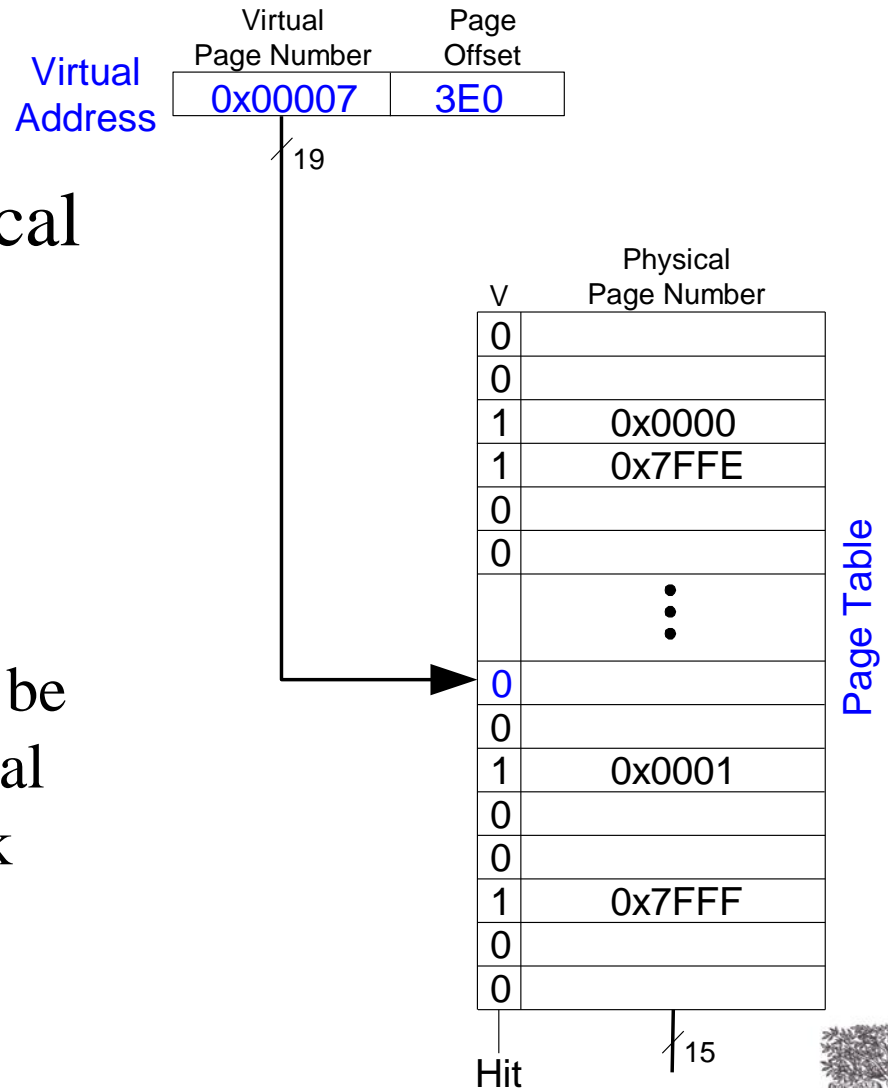 Virtual
Page Number
Page
Offset
Virtual
Address
0x00007
3E0
19
cal
Physical
Page Number
V
0
0
1 0x0000
1 0x7FFE
0
0
Page Table
0
be
0
al
1 0x0001
k
0
0
1 0x7FFF
0
0
Hit
15